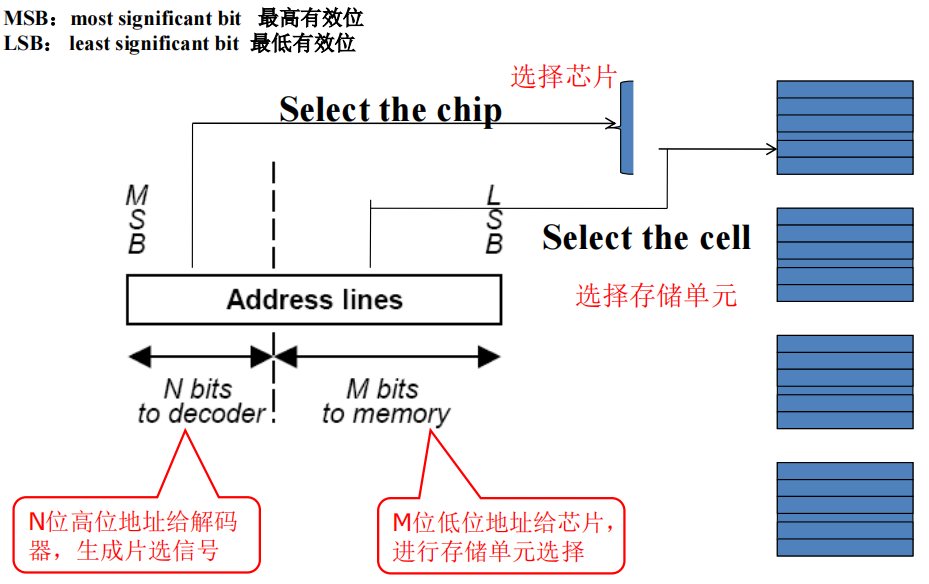 MSB：most significant bit 最高有效位
LSB： least significant bit 最低有效位
选择芯片
Select the chip
M
S
B
L
S
B
Select the cell
选择存储单元
Address lines
N bits
to decoder
M bits
to memory
N位高位地址给解码
器，生成片选信号
M位低位地址给芯片，
进行存储单元选择